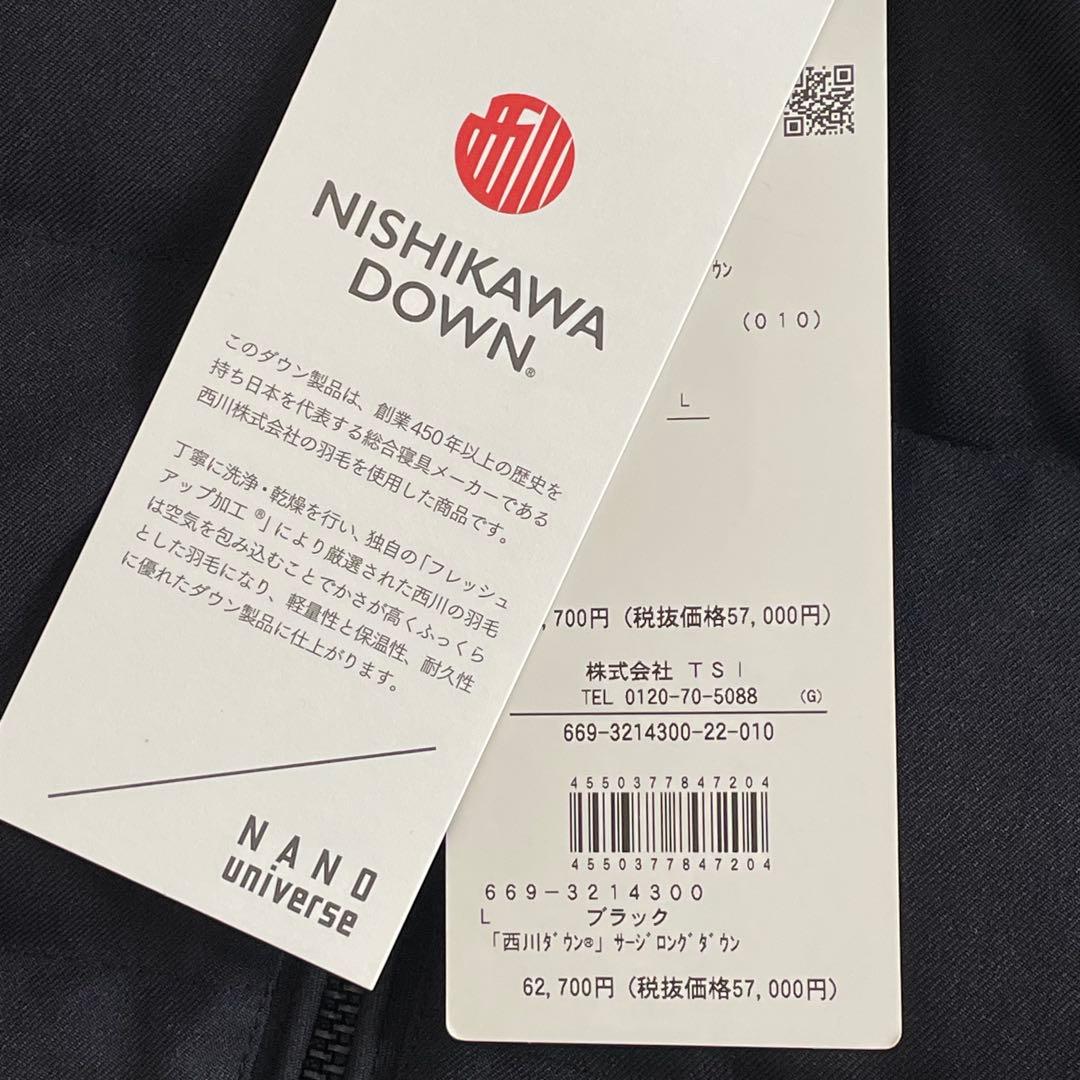 NISHIKAWA
DOWN®
このダウン製品は、創業450年以上の歴史を
持ち日本を代表する総合寝具メーカーである
西川株式会社の羽毛を使用した商品です。
丁寧に洗浄・乾燥を行い、独自の「フレッシュ
アップ加工®」により厳選された西川の羽毛
は空気を包み込むことでかさが高くふっくら
とした羽毛になり、軽量性と保温性、耐久性
に優れたダウン製品に仕上がります。
NANO
universe
ウン
(010)
L
,700円(税抜価格57,000円)
株式会社 TSI
TEL 0120-70-5088 (G)
669-3214300-22-010
4550377847204
4550377847204
669-3214300
L ブラック
「西川ダウン®」サージロングダウン
62,700円(税抜価格57,000円)